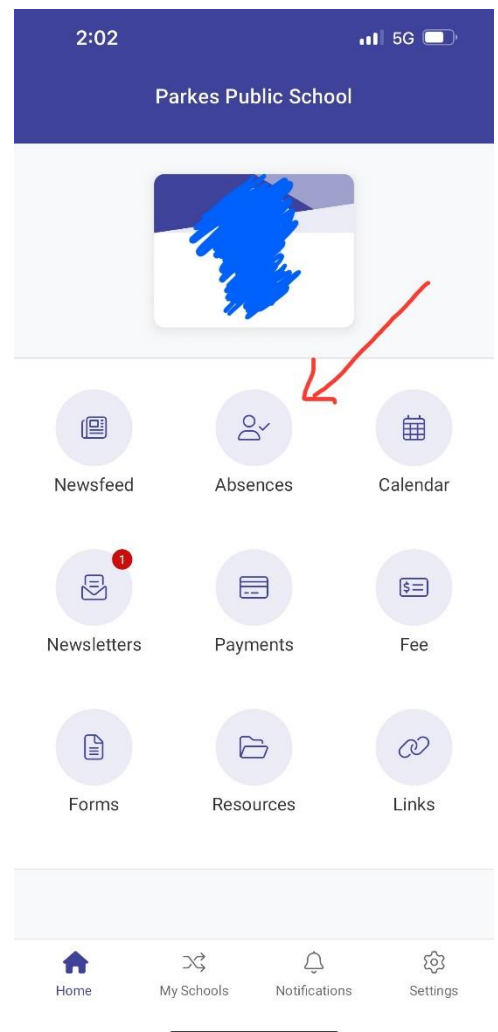 2:02 5G
Parkes Public School
Newsfeed Absences Calendar
1
Newsletters Payments Fee
Forms Resources Links
Home My Schools Notifications Settings